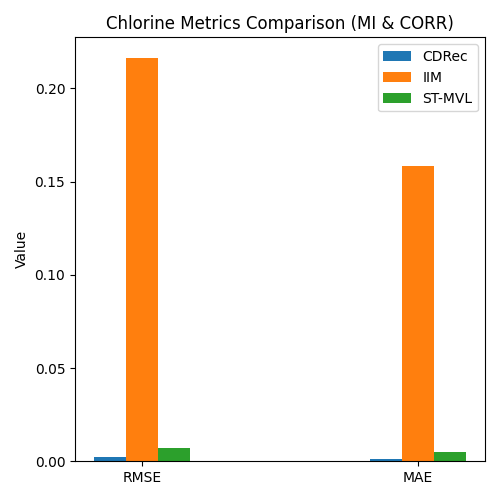 Chlorine Metrics Comparison (MI & CORR)
CDRec
IIM
ST-MVL
Value
0.20
0.15
0.10
0.05
0.00
RMSE
MAE